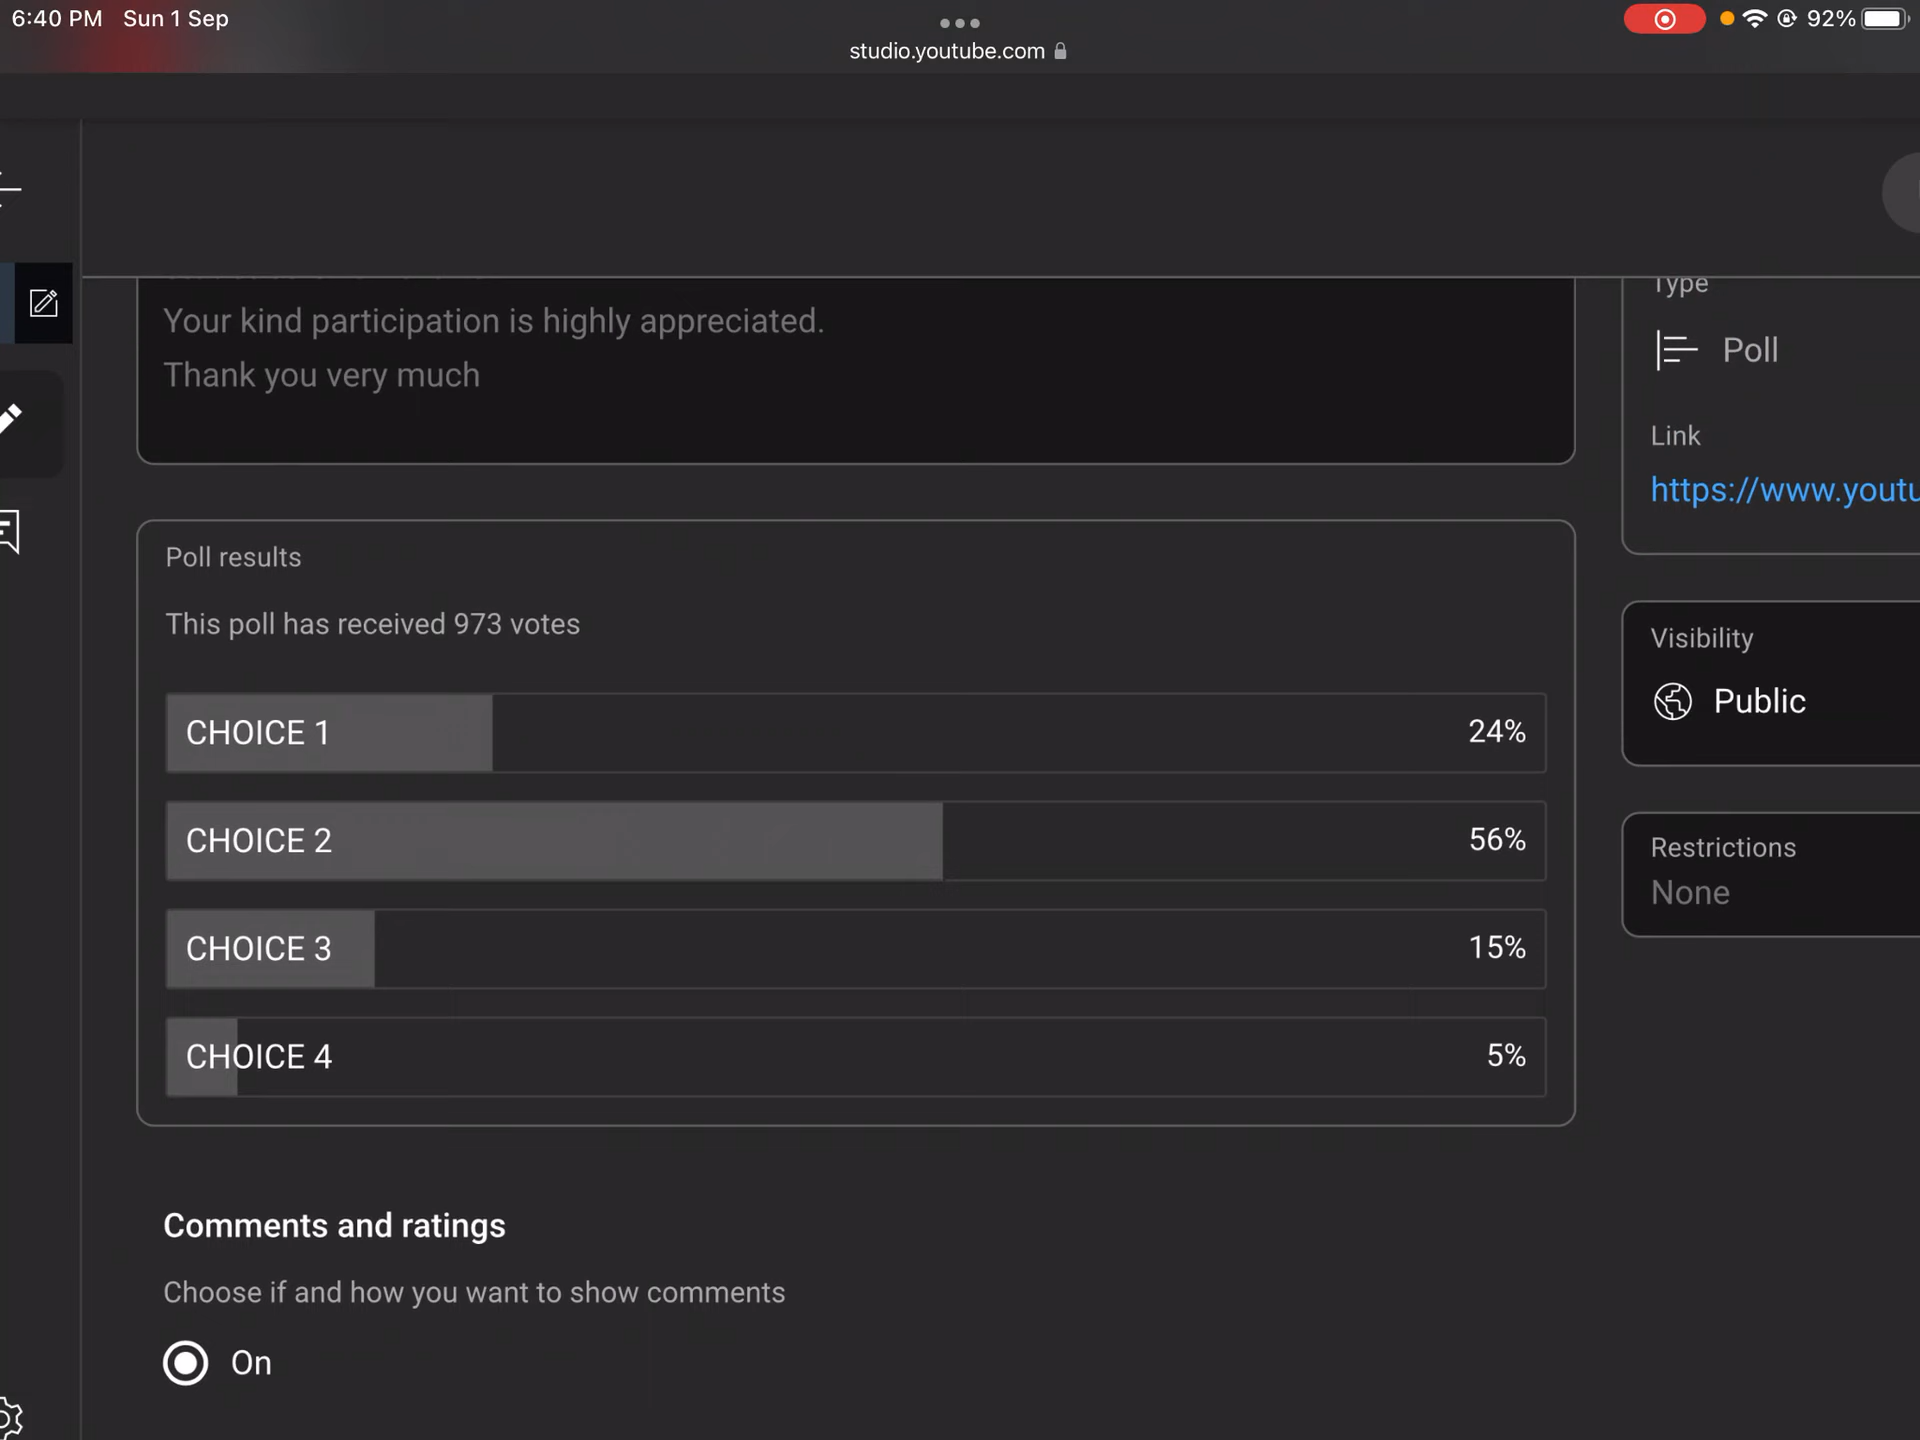 6:40 PM Sun 1 Sep
92%
studio.youtube.com
Your kind participation is highly appreciated.
Thank you very much
Type
Poll
Link
https://www.youtu
Poll results
This poll has received 973 votes
CHOICE 1 24%
CHOICE 2 56%
CHOICE 3 15%
CHOICE 4 5%
Visibility
Public
Restrictions
None
Comments and ratings
Choose if and how you want to show comments
On